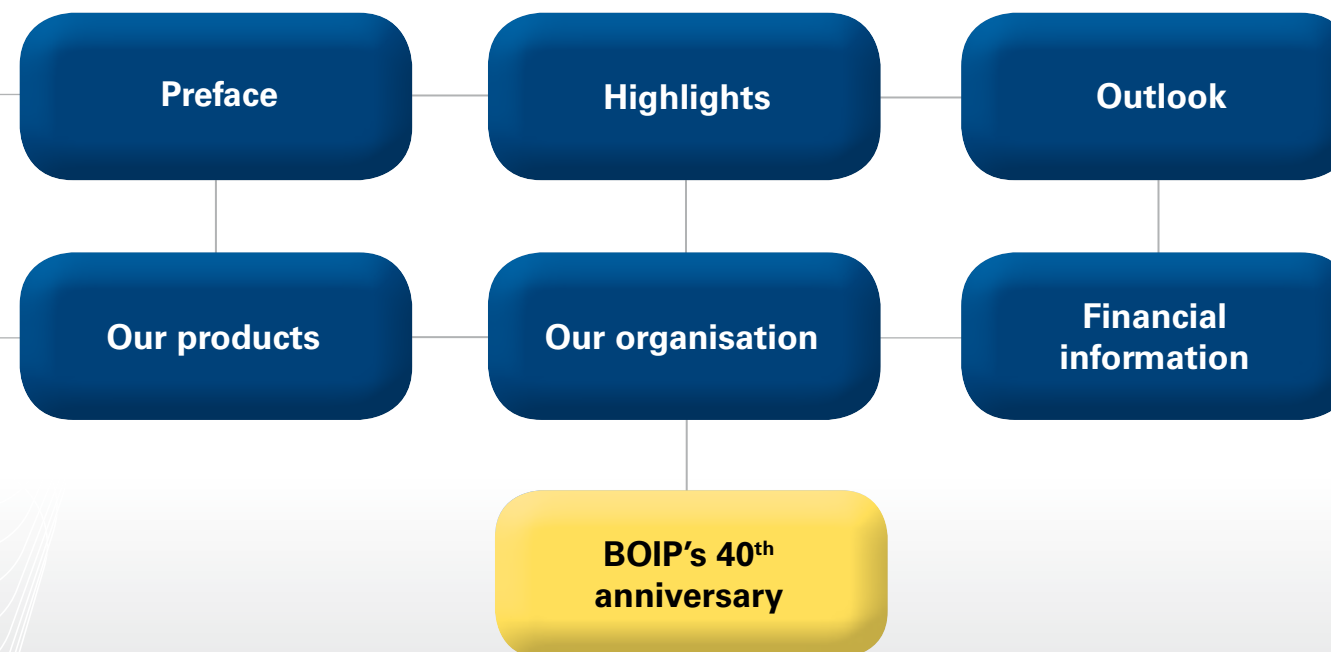 Preface
Highlights
Outlook
Our products
Our organisation
Financial
information
BOIP's 40th
anniversary